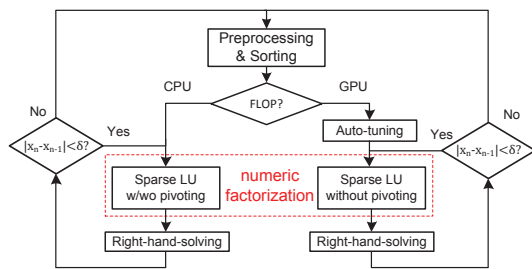 Preprocessing
& Sorting
CPU
GPU
FLOP?
No
No
|xn-xn-1|<δ?
Yes
Auto-tuning
Yes
|xn-xn-1|<δ?
Sparse LU
w/wo pivoting
numeric
factorization
Sparse LU
without pivoting
Right-hand-solving
Right-hand-solving